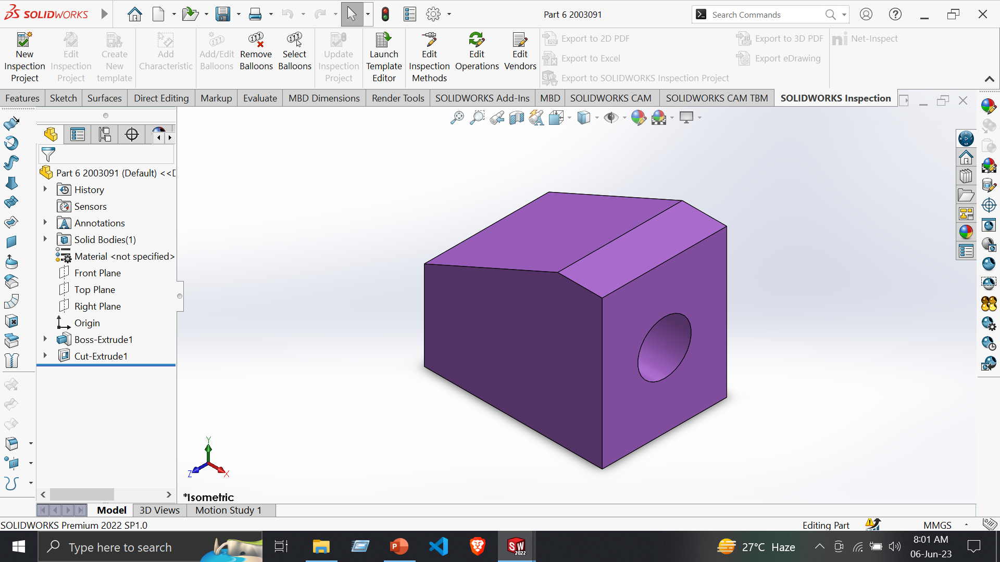 SOLIDWORKS
Part 6 2003091
Search Commands
New Inspection Project
Edit Inspection Project
Create New template
Add Characteristic
Add/Edit Balloons
Remove Balloons
Select Balloons
Update Inspection Project
Launch Template Editor
Edit Inspection Methods
Edit Operations
Edit Vendors
Export to 2D PDF
Export to Excel
Export to SOLIDWORKS Inspection Project
Export to 3D PDF
Export eDrawing
Net-Inspect
Features Sketch Surfaces Direct Editing Markup Evaluate MBD Dimensions Render Tools SOLIDWORKS Add-Ins MBD SOLIDWORKS CAM SOLIDWORKS CAM TBM SOLIDWORKS Inspection
Part 6 2003091 (Default) <<D
History
Sensors
Annotations
Solid Bodies(1)
Material <not specified>
Front Plane
Top Plane
Right Plane
Origin
Boss-Extrude1
Cut-Extrude1
Y
Z
X
*Isometric
Model 3D Views Motion Study 1
SOLIDWORKS Premium 2022 SP1.0
Editing Part
MMGS
Type here to search
27°C Haze
8:01 AM
06-Jun-23